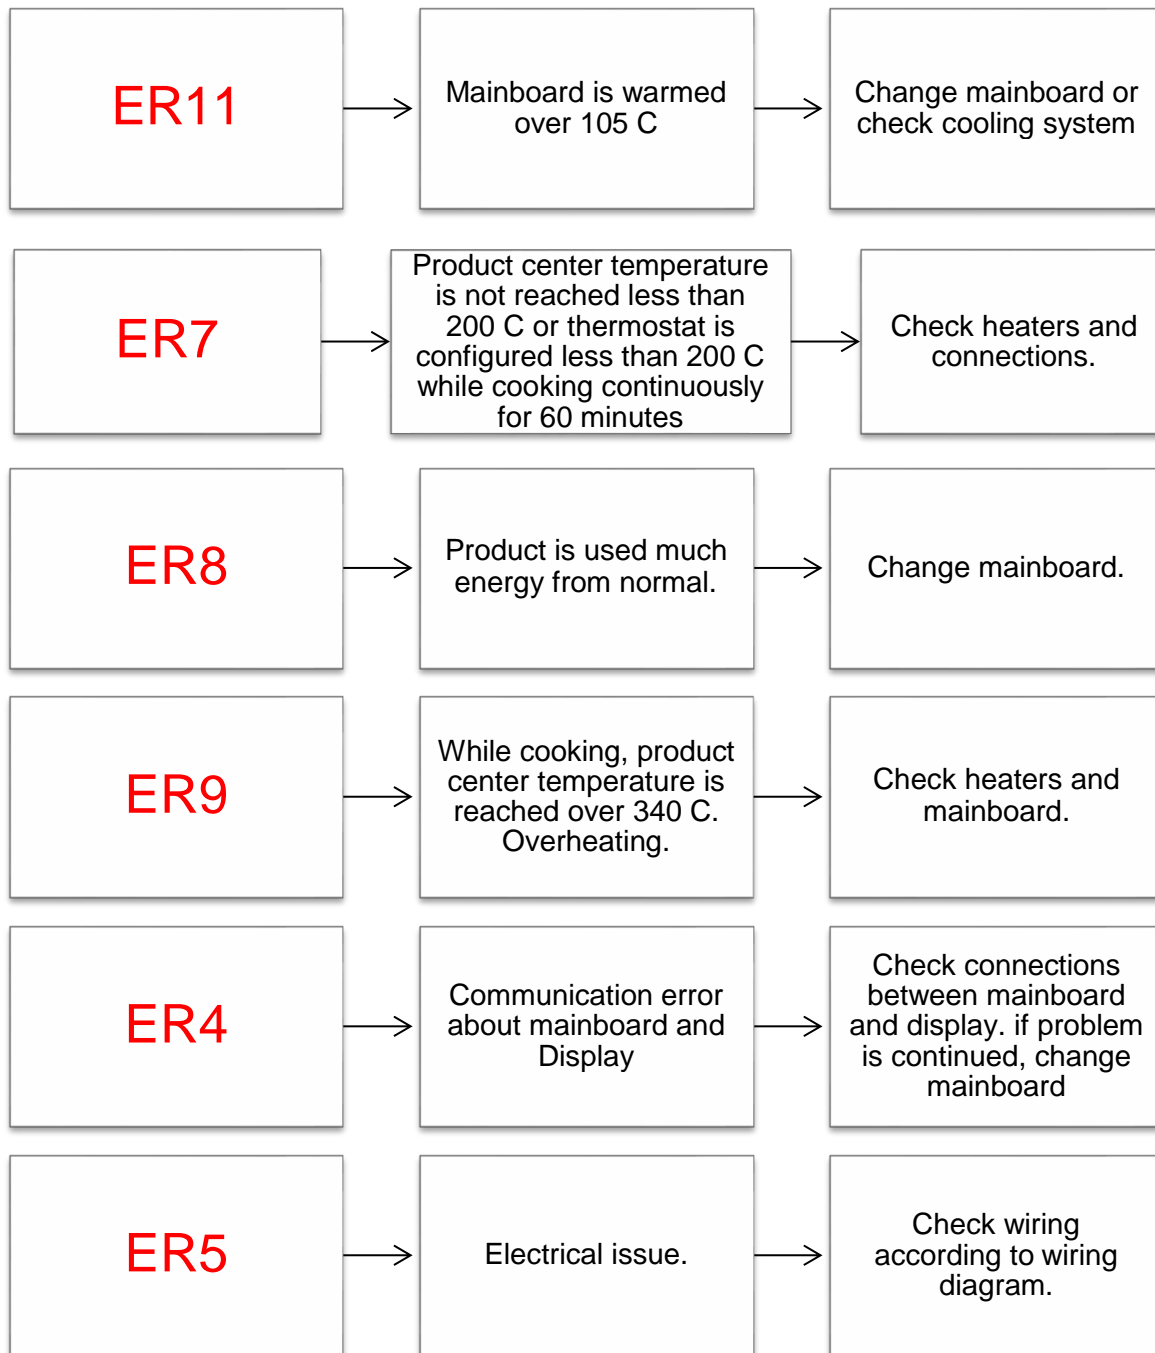 ER11
Mainboard is warmed
over 105 C
Change mainboard or
check cooling system
ER7
Product center temperature
is not reached less than
200 C or thermostat is
configured less than 200 C
while cooking continuously
for 60 minutes
Check heaters and
connections.
ER8
Product is used much
energy from normal.
Change mainboard.
ER9
While cooking, product
center temperature is
reached over 340 C.
Overheating.
Check heaters and
mainboard.
ER4
Communication error
about mainboard and
Display
Check connections
between mainboard
and display. if problem
is continued, change
mainboard
ER5
Electrical issue.
Check wiring
according to wiring
diagram.